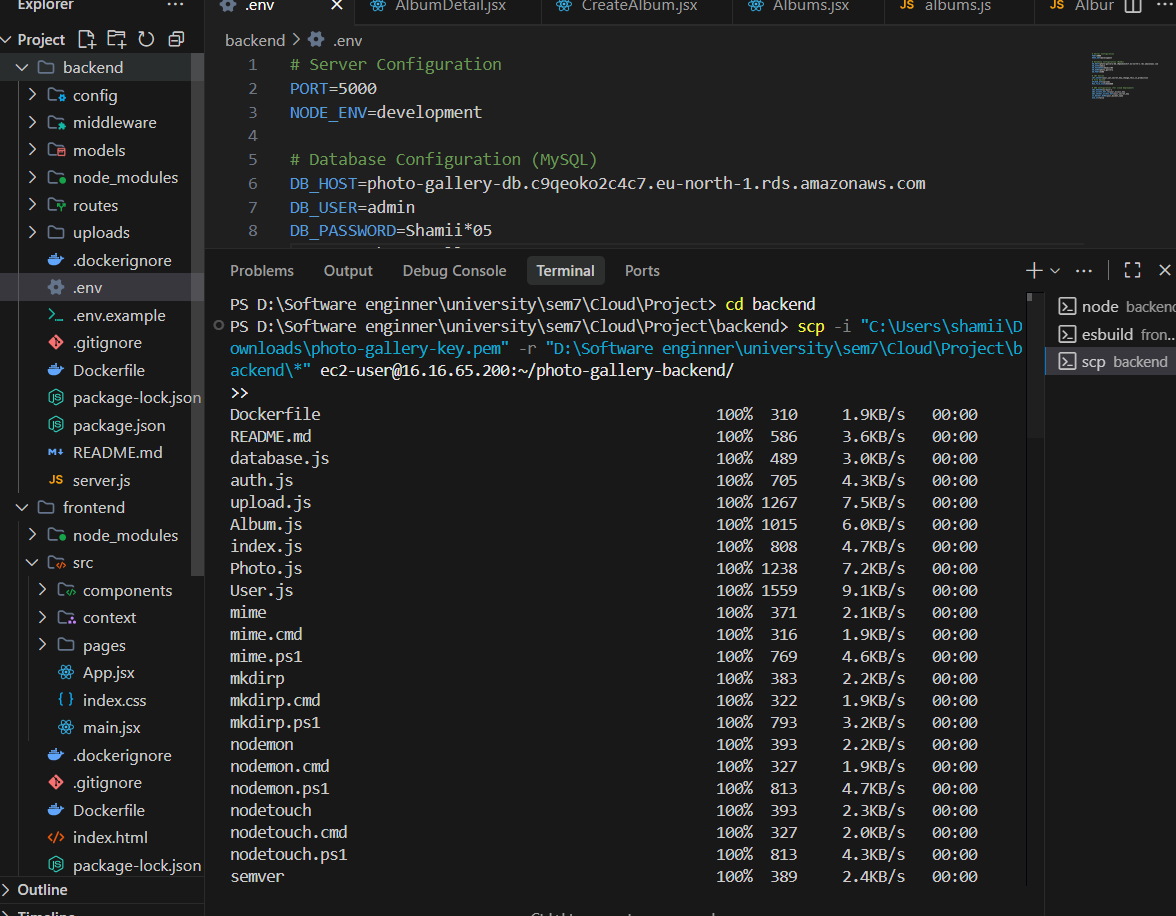 Explorer
···
Project
backend
config
middleware
models
node_modules
routes
uploads
.dockerignore
.env
.env.example
.gitignore
Dockerfile
package-lock.json
package.json
README.md
server.js
frontend
node_modules
src
components
context
pages
App.jsx
index.css
main.jsx
.dockerignore
.gitignore
Dockerfile
index.html
package-lock.json
Outline
Timeline
.env
AlbumDetail.jsx
CreateAlbum.jsx
Albums.jsx
JS albums.js
JS Albur
backend > .env
1 # Server Configuration
2 PORT=5000
3 NODE_ENV=development
4
5 # Database Configuration (MySQL)
6 DB_HOST=photo-gallery-db.c9qeoko2c4c7.eu-north-1.rds.amazonaws.com
7 DB_USER=admin
8 DB_PASSWORD=Shamii*05
Problems Output Debug Console Terminal Ports
PS D:\Software enginner\university\sem7\Cloud\Project> cd backend
PS D:\Software enginner\university\sem7\Cloud\Project\backend> scp -i "C:\Users\shamii\D
ownloads\photo-gallery-key.pem" -r "D:\Software enginner\university\sem7\Cloud\Project\b
ackend\*" ec2-user@16.16.65.200:~/photo-gallery-backend/
>>
Dockerfile 100% 310 1.9KB/s 00:00
README.md 100% 586 3.6KB/s 00:00
database.js 100% 489 3.0KB/s 00:00
auth.js 100% 705 4.3KB/s 00:00
upload.js 100% 1267 7.5KB/s 00:00
Album.js 100% 1015 6.0KB/s 00:00
index.js 100% 808 4.7KB/s 00:00
Photo.js 100% 1238 7.2KB/s 00:00
User.js 100% 1559 9.1KB/s 00:00
mime 100% 371 2.1KB/s 00:00
mime.cmd 100% 316 1.9KB/s 00:00
mime.ps1 100% 769 4.6KB/s 00:00
mkdirp 100% 383 2.2KB/s 00:00
mkdirp.cmd 100% 322 1.9KB/s 00:00
mkdirp.ps1 100% 793 3.2KB/s 00:00
nodemon 100% 393 2.2KB/s 00:00
nodemon.cmd 100% 327 1.9KB/s 00:00
nodemon.ps1 100% 813 4.7KB/s 00:00
nodetouch 100% 393 2.3KB/s 00:00
nodetouch.cmd 100% 327 2.0KB/s 00:00
nodetouch.ps1 100% 813 4.3KB/s 00:00
semver 100% 389 2.4KB/s 00:00
node backend
esbuild fron...
scp backend